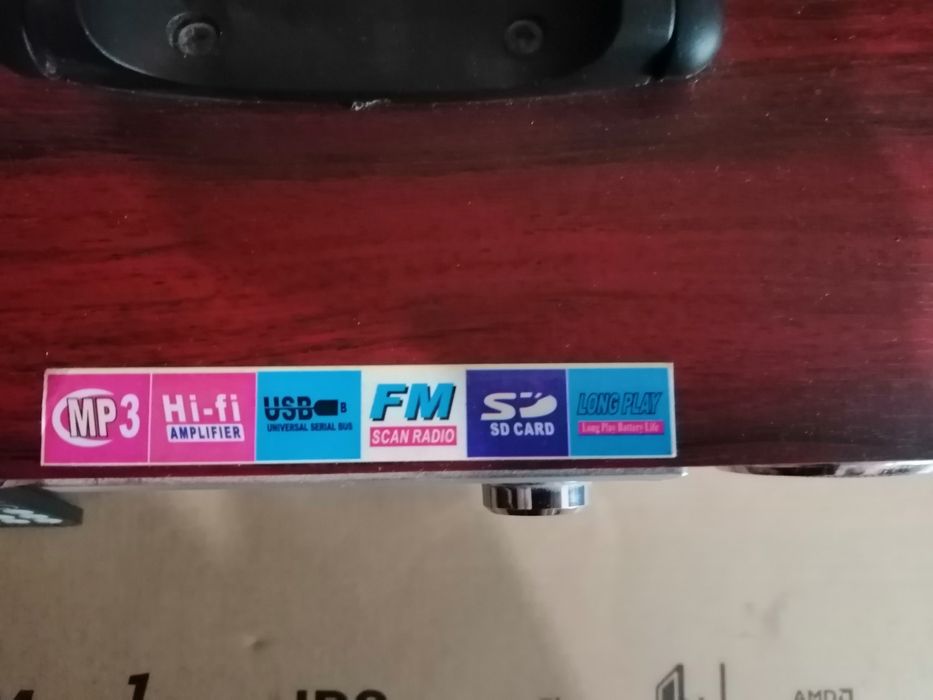 MP3
Hi-fi
AMPLIFIER
USB B
UNIVERSAL SERIAL BUS
FM
SCAN RADIO
SD
SD CARD
LONG PLAY
Long Play Battery Life
AMD